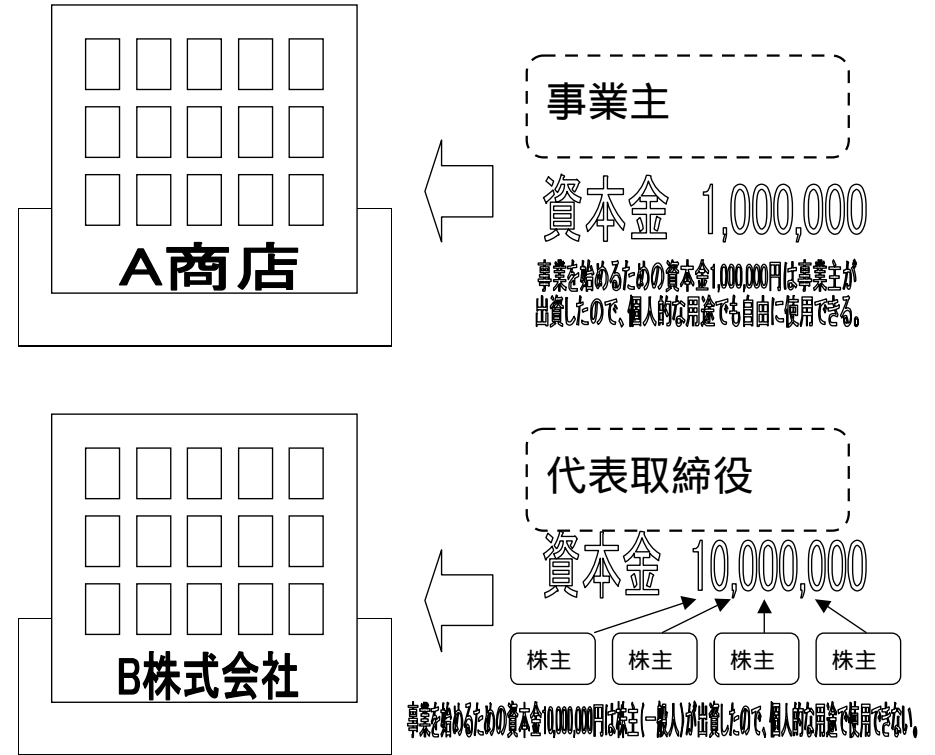 事業主
資本金 1,000,000
A商店
事業を始めるための資本金1,000,000円は事業主が
出資したので、個人的な用途でも自由に使用できる。
代表取締役
資本金 10,000,000
株主 株主 株主 株主
B株式会社
事業を始めるための資本金10,000,000円は株主(一般人)が出資したので、個人的な用途で使用できない。